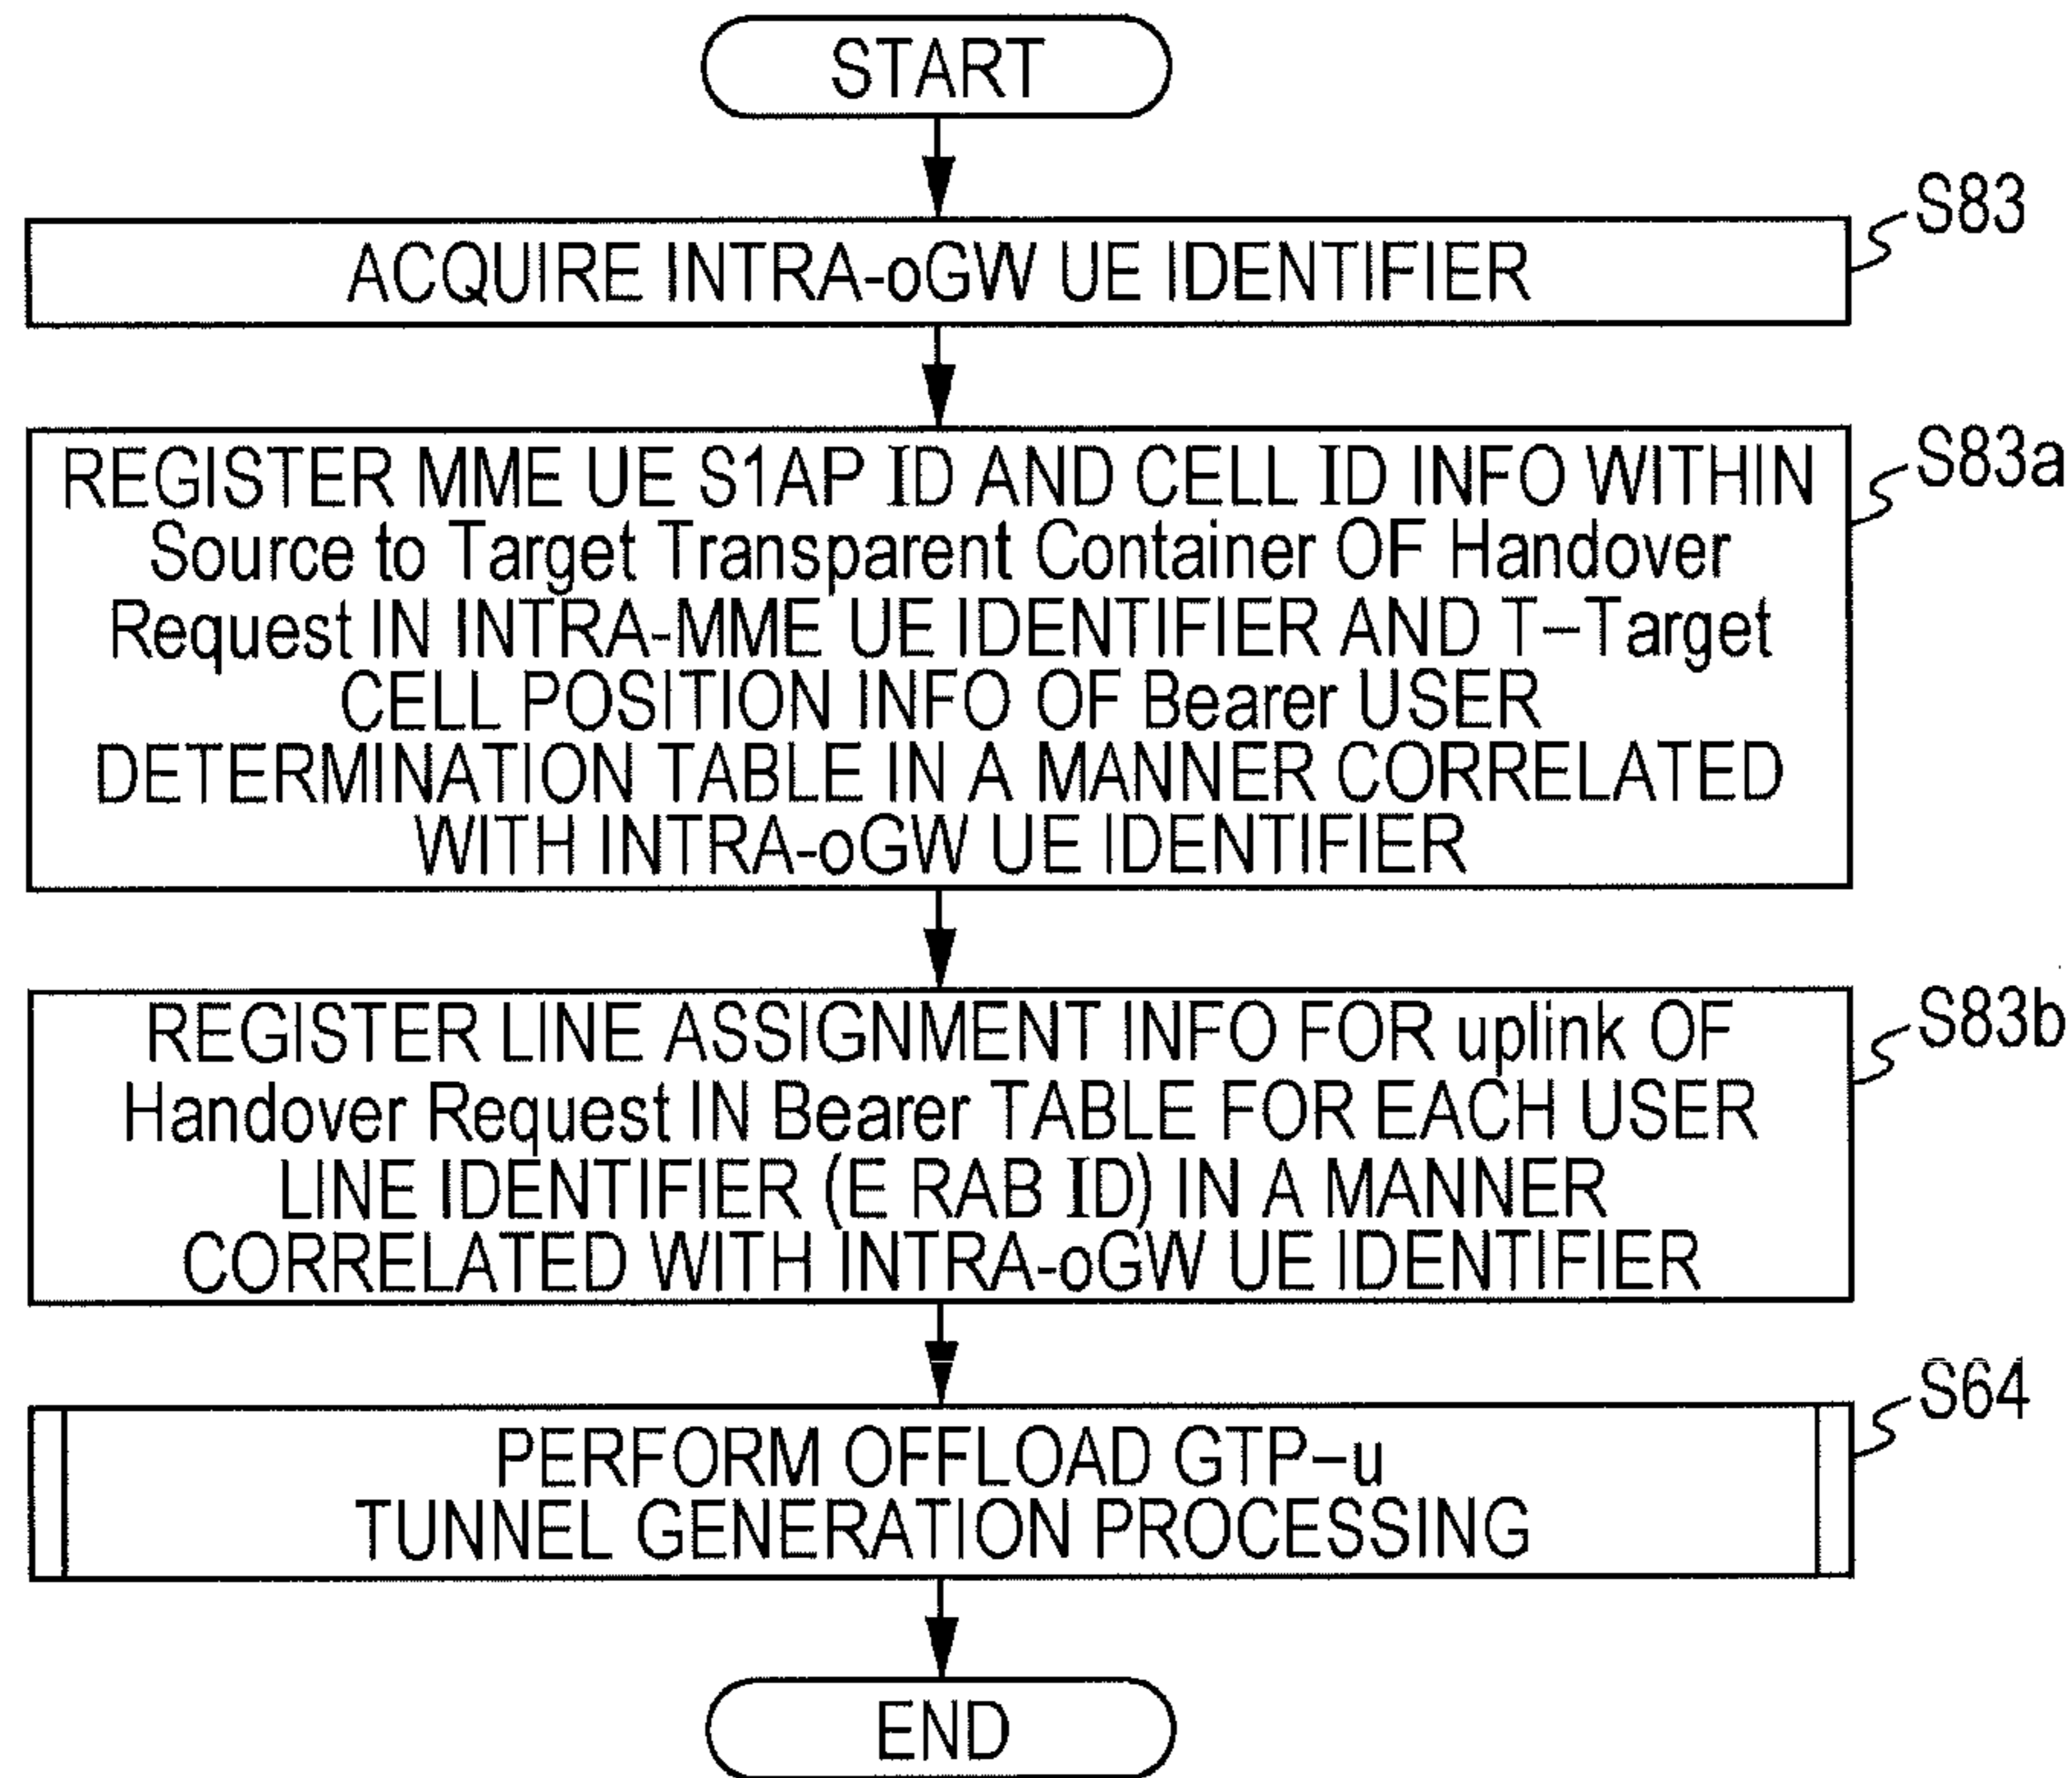 START
S83
ACQUIRE INTRA-oGW UE IDENTIFIER
S83a
REGISTER MME UE S1AP ID AND CELL ID INFO WITHIN
Source to Target Transparent Container OF Handover
Request IN INTRA-MME UE IDENTIFIER AND T-Target
CELL POSITION INFO OF Bearer USER
DETERMINATION TABLE IN A MANNER CORRELATED
WITH INTRA-oGW UE IDENTIFIER
S83b
REGISTER LINE ASSIGNMENT INFO FOR uplink OF
Handover Request IN Bearer TABLE FOR EACH USER
LINE IDENTIFIER (E RAB ID) IN A MANNER
CORRELATED WITH INTRA-oGW UE IDENTIFIER
S64
PERFORM OFFLOAD GTP-u
TUNNEL GENERATION PROCESSING
END